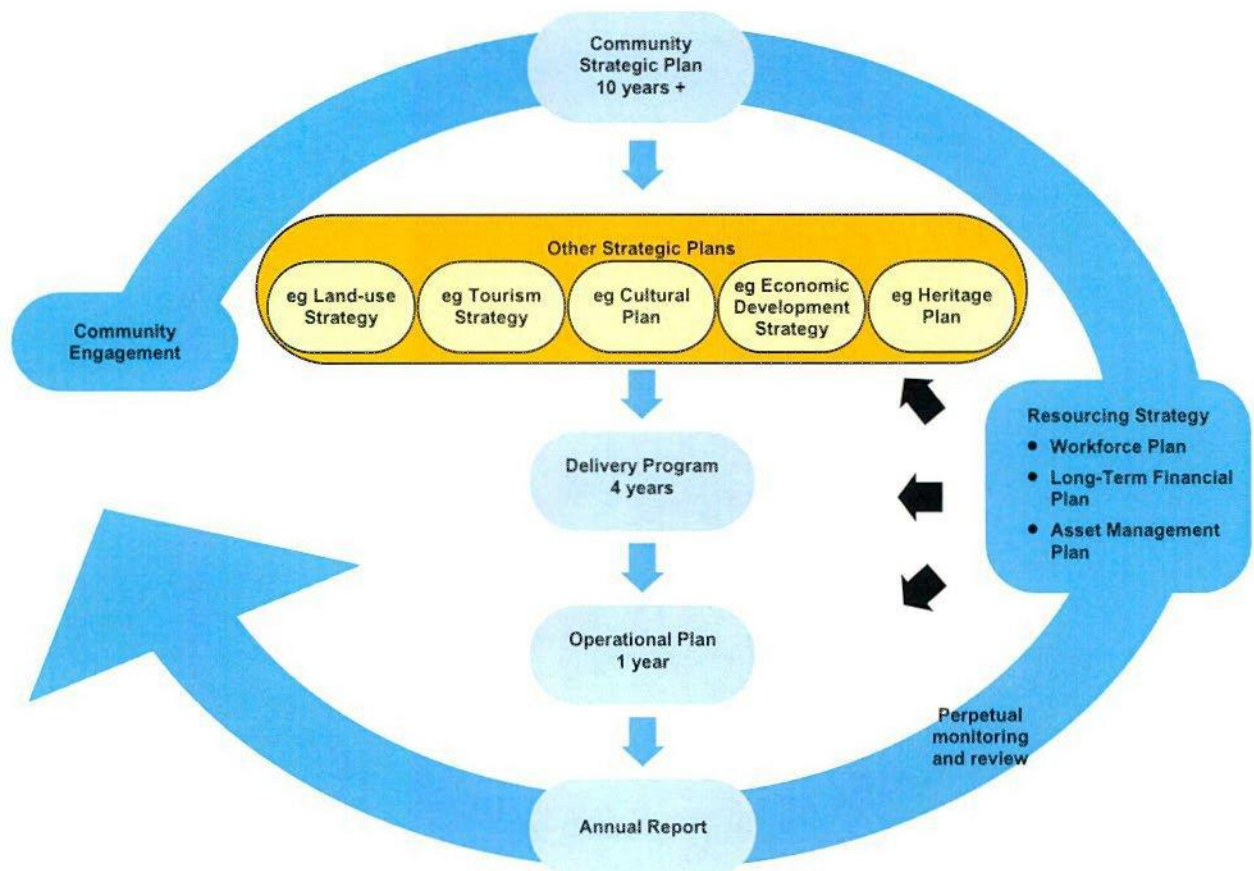 Community
Strategic Plan
10 years +
Other Strategic Plans
eg Land-use
Strategy
eg Tourism
Strategy
eg Cultural
Plan
eg Economic
Development
Strategy
eg Heritage
Plan
Community
Engagement
Resourcing Strategy
● Workforce Plan
● Long-Term Financial
Plan
● Asset Management
Plan
Delivery Program
4 years
Operational Plan
1 year
Perpetual
monitoring
and review
Annual Report